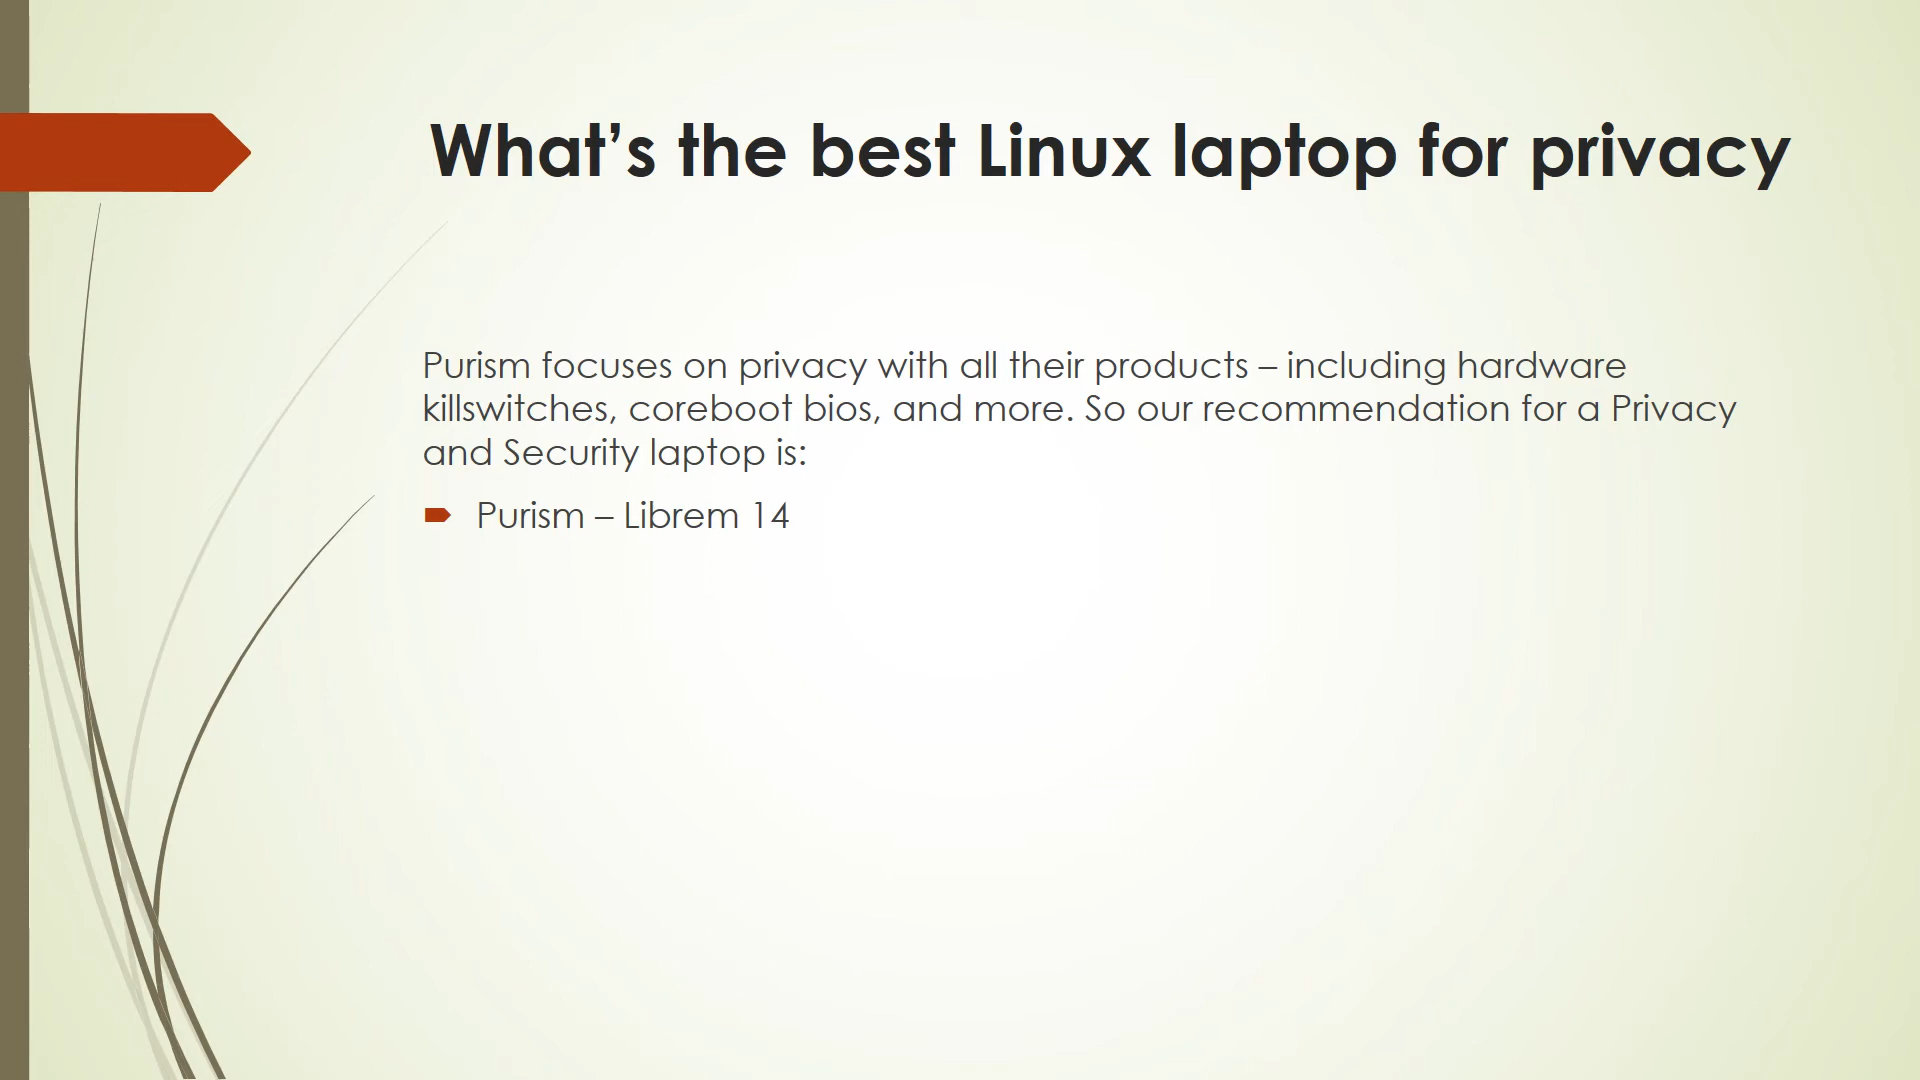 What’s the best Linux laptop for privacy
Purism focuses on privacy with all their products – including hardware
killswitches, coreboot bios, and more. So our recommendation for a Privacy
and Security laptop is:
Purism – Librem 14